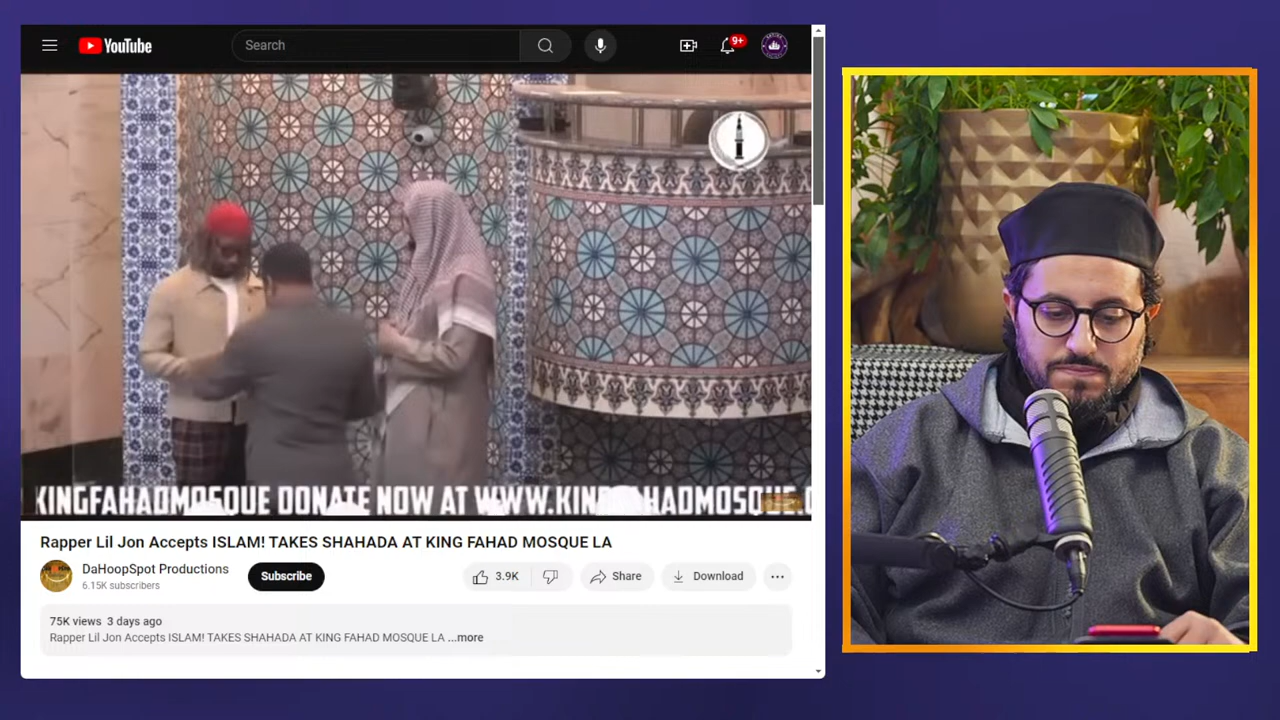 YouTube
Search
9+
KINGFAHADMOSQUE DONATE NOW AT WWW.KINGFAHADMOSQUE.
Rapper Lil Jon Accepts ISLAM! TAKES SHAHADA AT KING FAHAD MOSQUE LA
DaHoopSpot Productions
6.15K subscribers
Subscribe
3.9K
Share
Download
75K views 3 days ago
Rapper Lil Jon Accepts ISLAM! TAKES SHAHADA AT KING FAHAD MOSQUE LA ...more